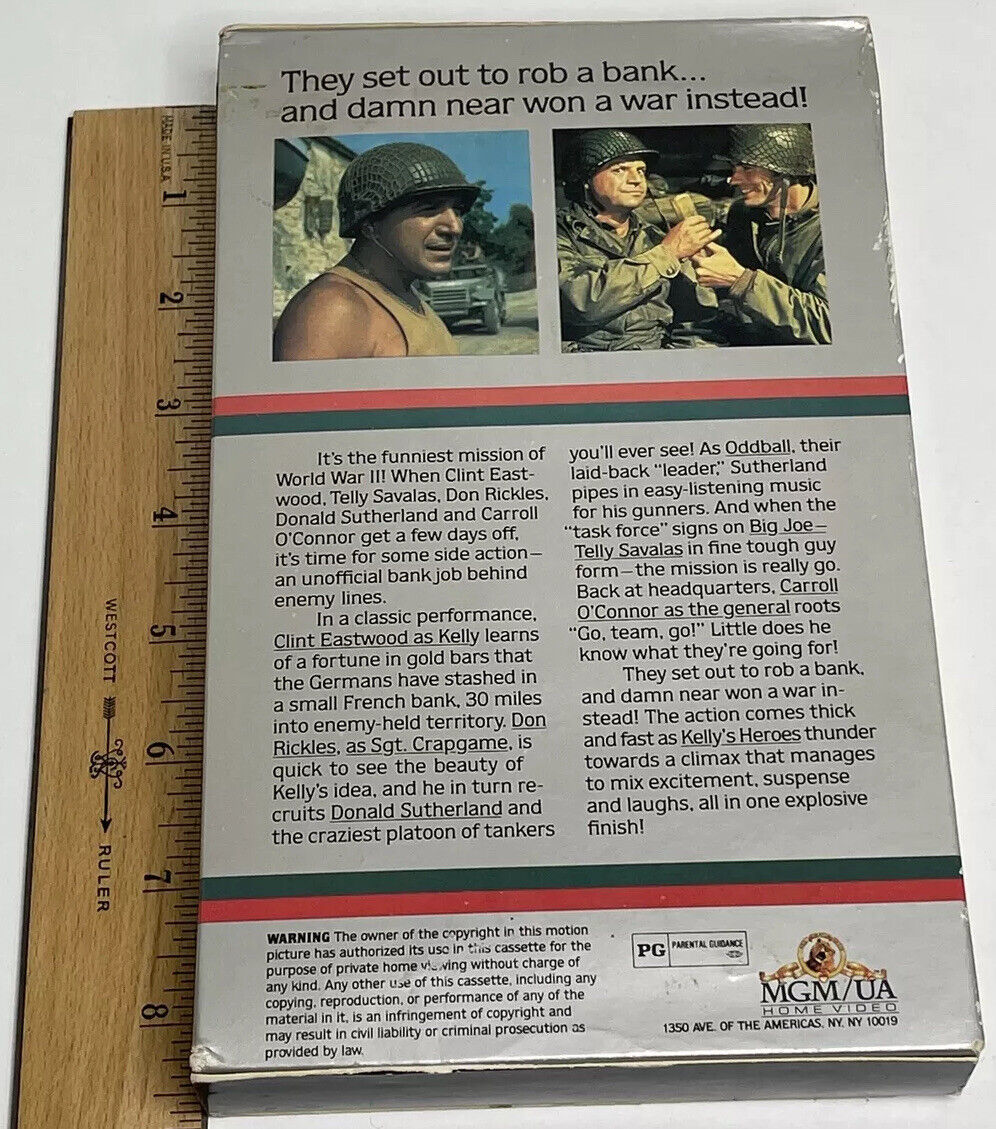 They set out to rob a bank...
and damn near won a war instead!
It's the funniest mission of
World War II! When Clint East-
wood, Telly Savalas, Don Rickles,
Donald Sutherland and Carroll
O'Connor get a few days off,
it's time for some side action—
an unofficial bank job behind
enemy lines.
In a classic performance,
Clint Eastwood as Kelly learns
of a fortune in gold bars that
the Germans have stashed in
a small French bank, 30 miles
into enemy-held territory. Don
Rickles, as Sgt. Crapgame, is
quick to see the beauty of
Kelly's idea, and he in turn re-
cruits Donald Sutherland and
the craziest platoon of tankers
you'll ever see! As Oddball, their
laid-back "leader," Sutherland
pipes in easy-listening music
for his gunners. And when the
"task force" signs on Big Joe—
Telly Savalas in fine tough guy
form—the mission is really go.
Back at headquarters, Carroll
O'Connor as the general roots
"Go, team, go!" Little does he
know what they're going for!
They set out to rob a bank,
and damn near won a war in-
stead! The action comes thick
and fast as Kelly's Heroes thunder
towards a climax that manages
to mix excitement, suspense
and laughs, all in one explosive
finish!
WARNING The owner of the copyright in this motion
picture has authorized its use in this cassette for the
purpose of private home viewing without charge of
any kind. Any other use of this cassette, including any
copying, reproduction, or performance of any of the
material in it, is an infringement of copyright and
may result in civil liability or criminal prosecution as
provided by law.
PG PARENTAL GUIDANCE
MGM/UA
HOME VIDEO
1350 AVE. OF THE AMERICAS, NY, NY 10019
MADE IN U.S.A.
1
2
3
4
5
6
7
8
WESTCOTT
RULER